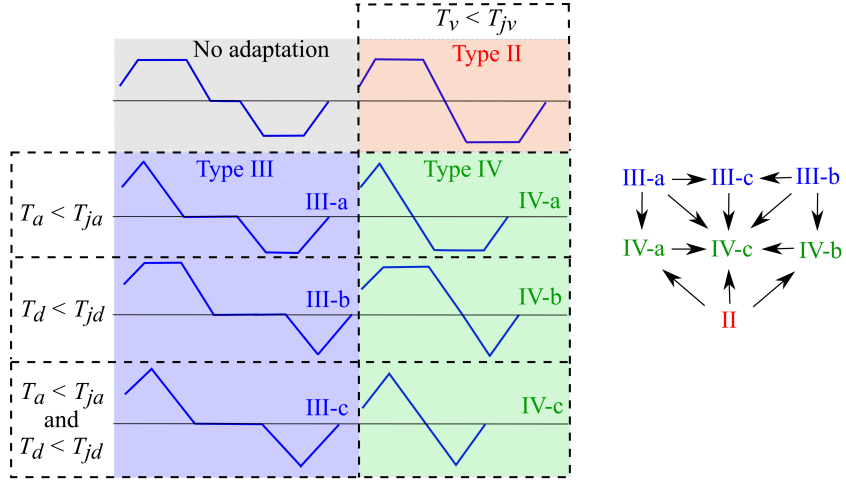 T_v < T_jv
No adaptation
Type II
Type III
Type IV
T_a < T_ja
III-a
IV-a
T_d < T_jd
III-b
IV-b
T_a < T_ja
and
T_d < T_jd
III-c
IV-c
III-a III-c III-b
IV-a IV-c IV-b
II